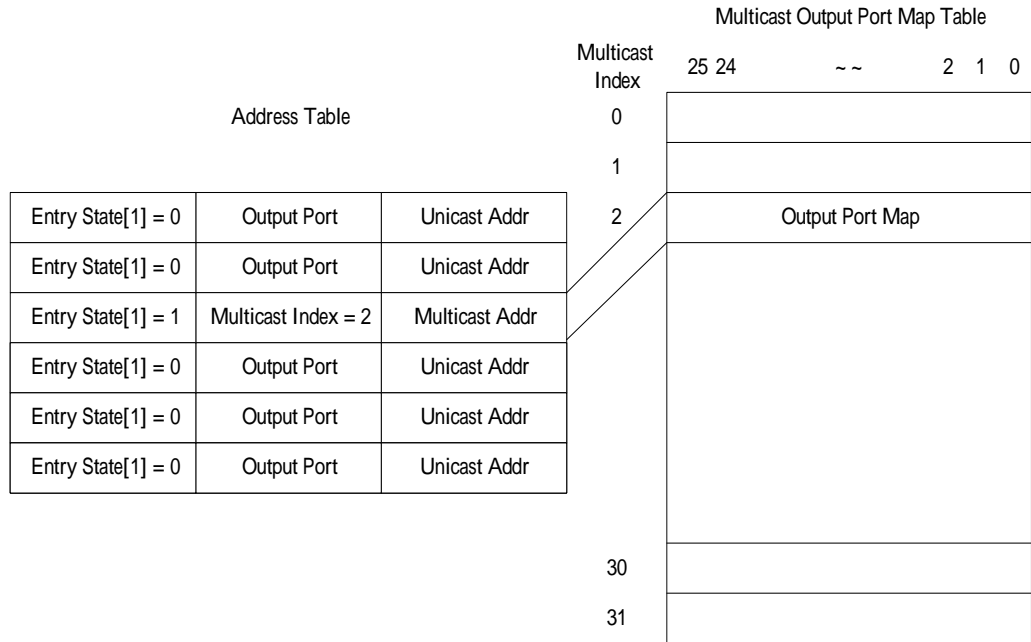 Multicast Output Port Map Table
Multicast
Index
25 24 ~ ~ 2 1 0
Address Table
0
1
Entry State[1] = 0 Output Port Unicast Addr
2 Output Port Map
Entry State[1] = 0 Output Port Unicast Addr
Entry State[1] = 1 Multicast Index = 2 Multicast Addr
Entry State[1] = 0 Output Port Unicast Addr
Entry State[1] = 0 Output Port Unicast Addr
Entry State[1] = 0 Output Port Unicast Addr
30
31